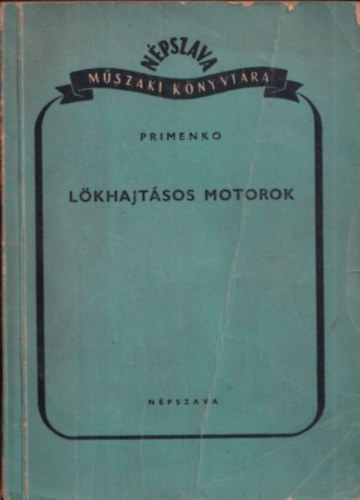 NÉPSZAVA
MŰSZAKI KÖNYVTÁRA
PRIMENKO
LÖKHAJTÁSOS MOTOROK
NÉPSZAVA